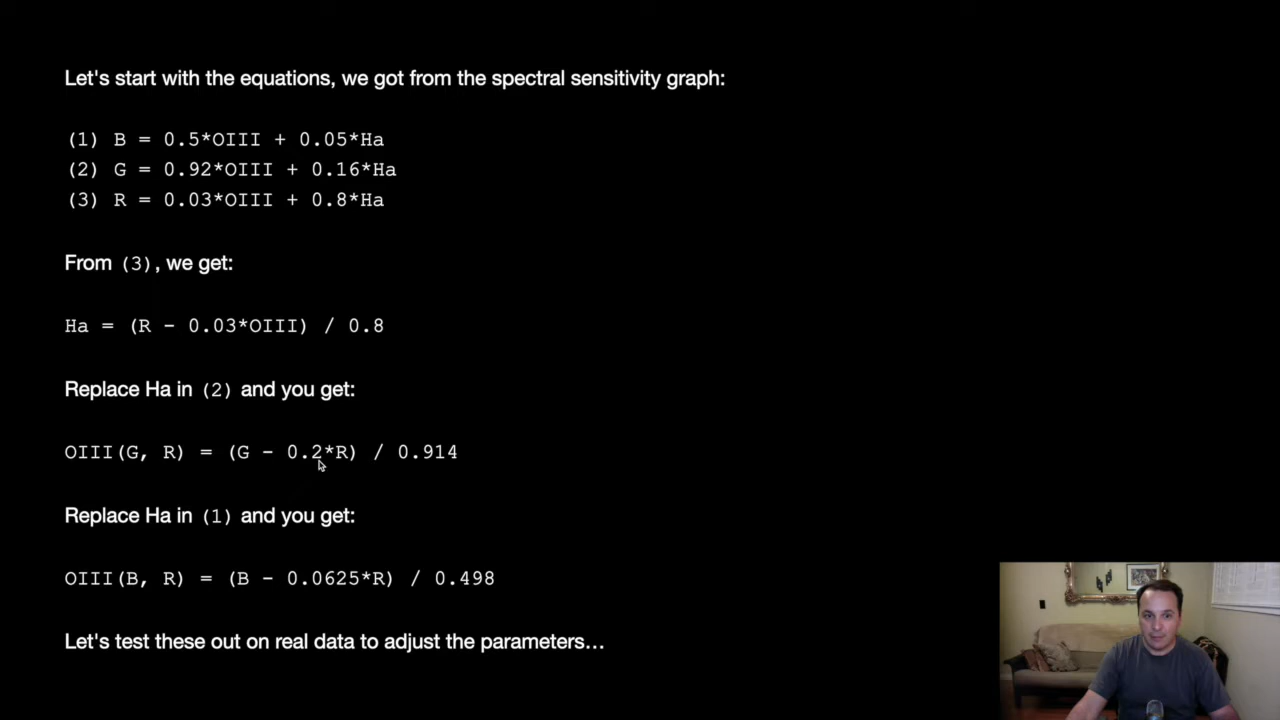 Let's start with the equations, we got from the spectral sensitivity graph:
(1) B = 0.5*OIII + 0.05*Ha
(2) G = 0.92*OIII + 0.16*Ha
(3) R = 0.03*OIII + 0.8*Ha
From (3), we get:
Ha = (R - 0.03*OIII) / 0.8
Replace Ha in (2) and you get:
OIII(G, R) = (G - 0.2*R) / 0.914
Replace Ha in (1) and you get:
OIII(B, R) = (B - 0.0625*R) / 0.498
Let's test these out on real data to adjust the parameters…